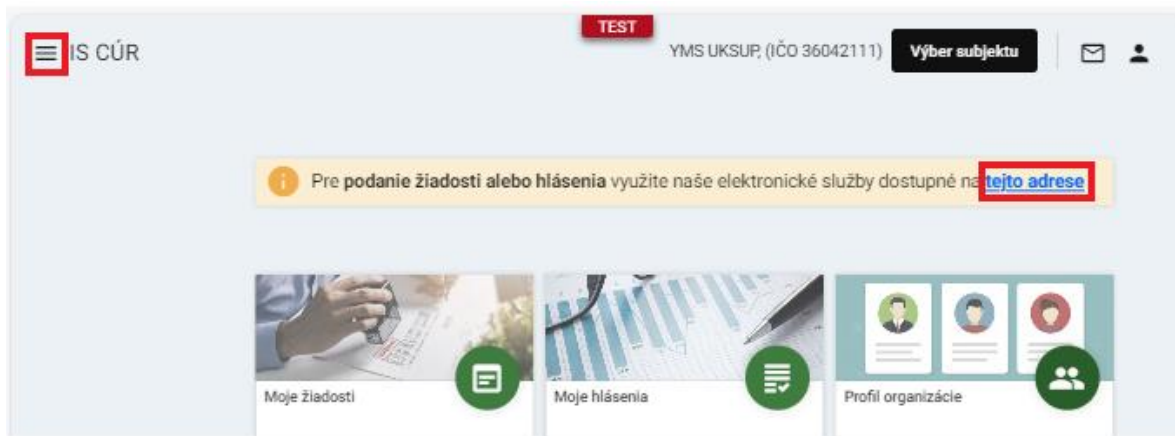 TEST
IS CÚR
YMS UKSUP, (IČO 36042111)
Výber subjektu
Pre podanie žiadosti alebo hlásenia využite naše elektronické služby dostupné na tejto adrese
Moje žiadosti
Moje hlásenia
Profil organizácie